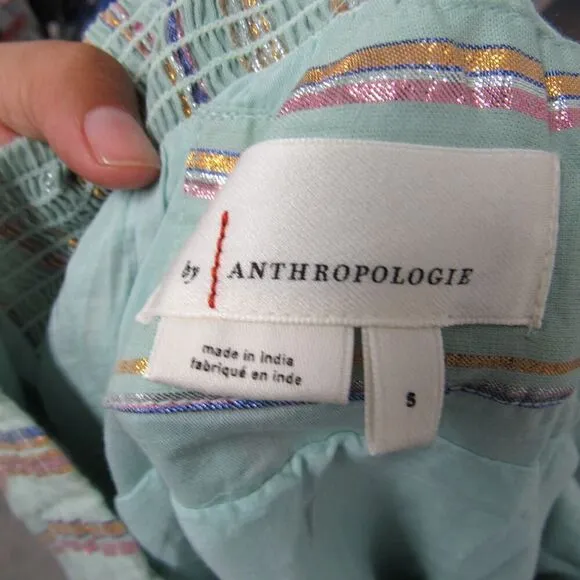 by ANTHROPOLOGIE
made in India
fabriqué en inde
S